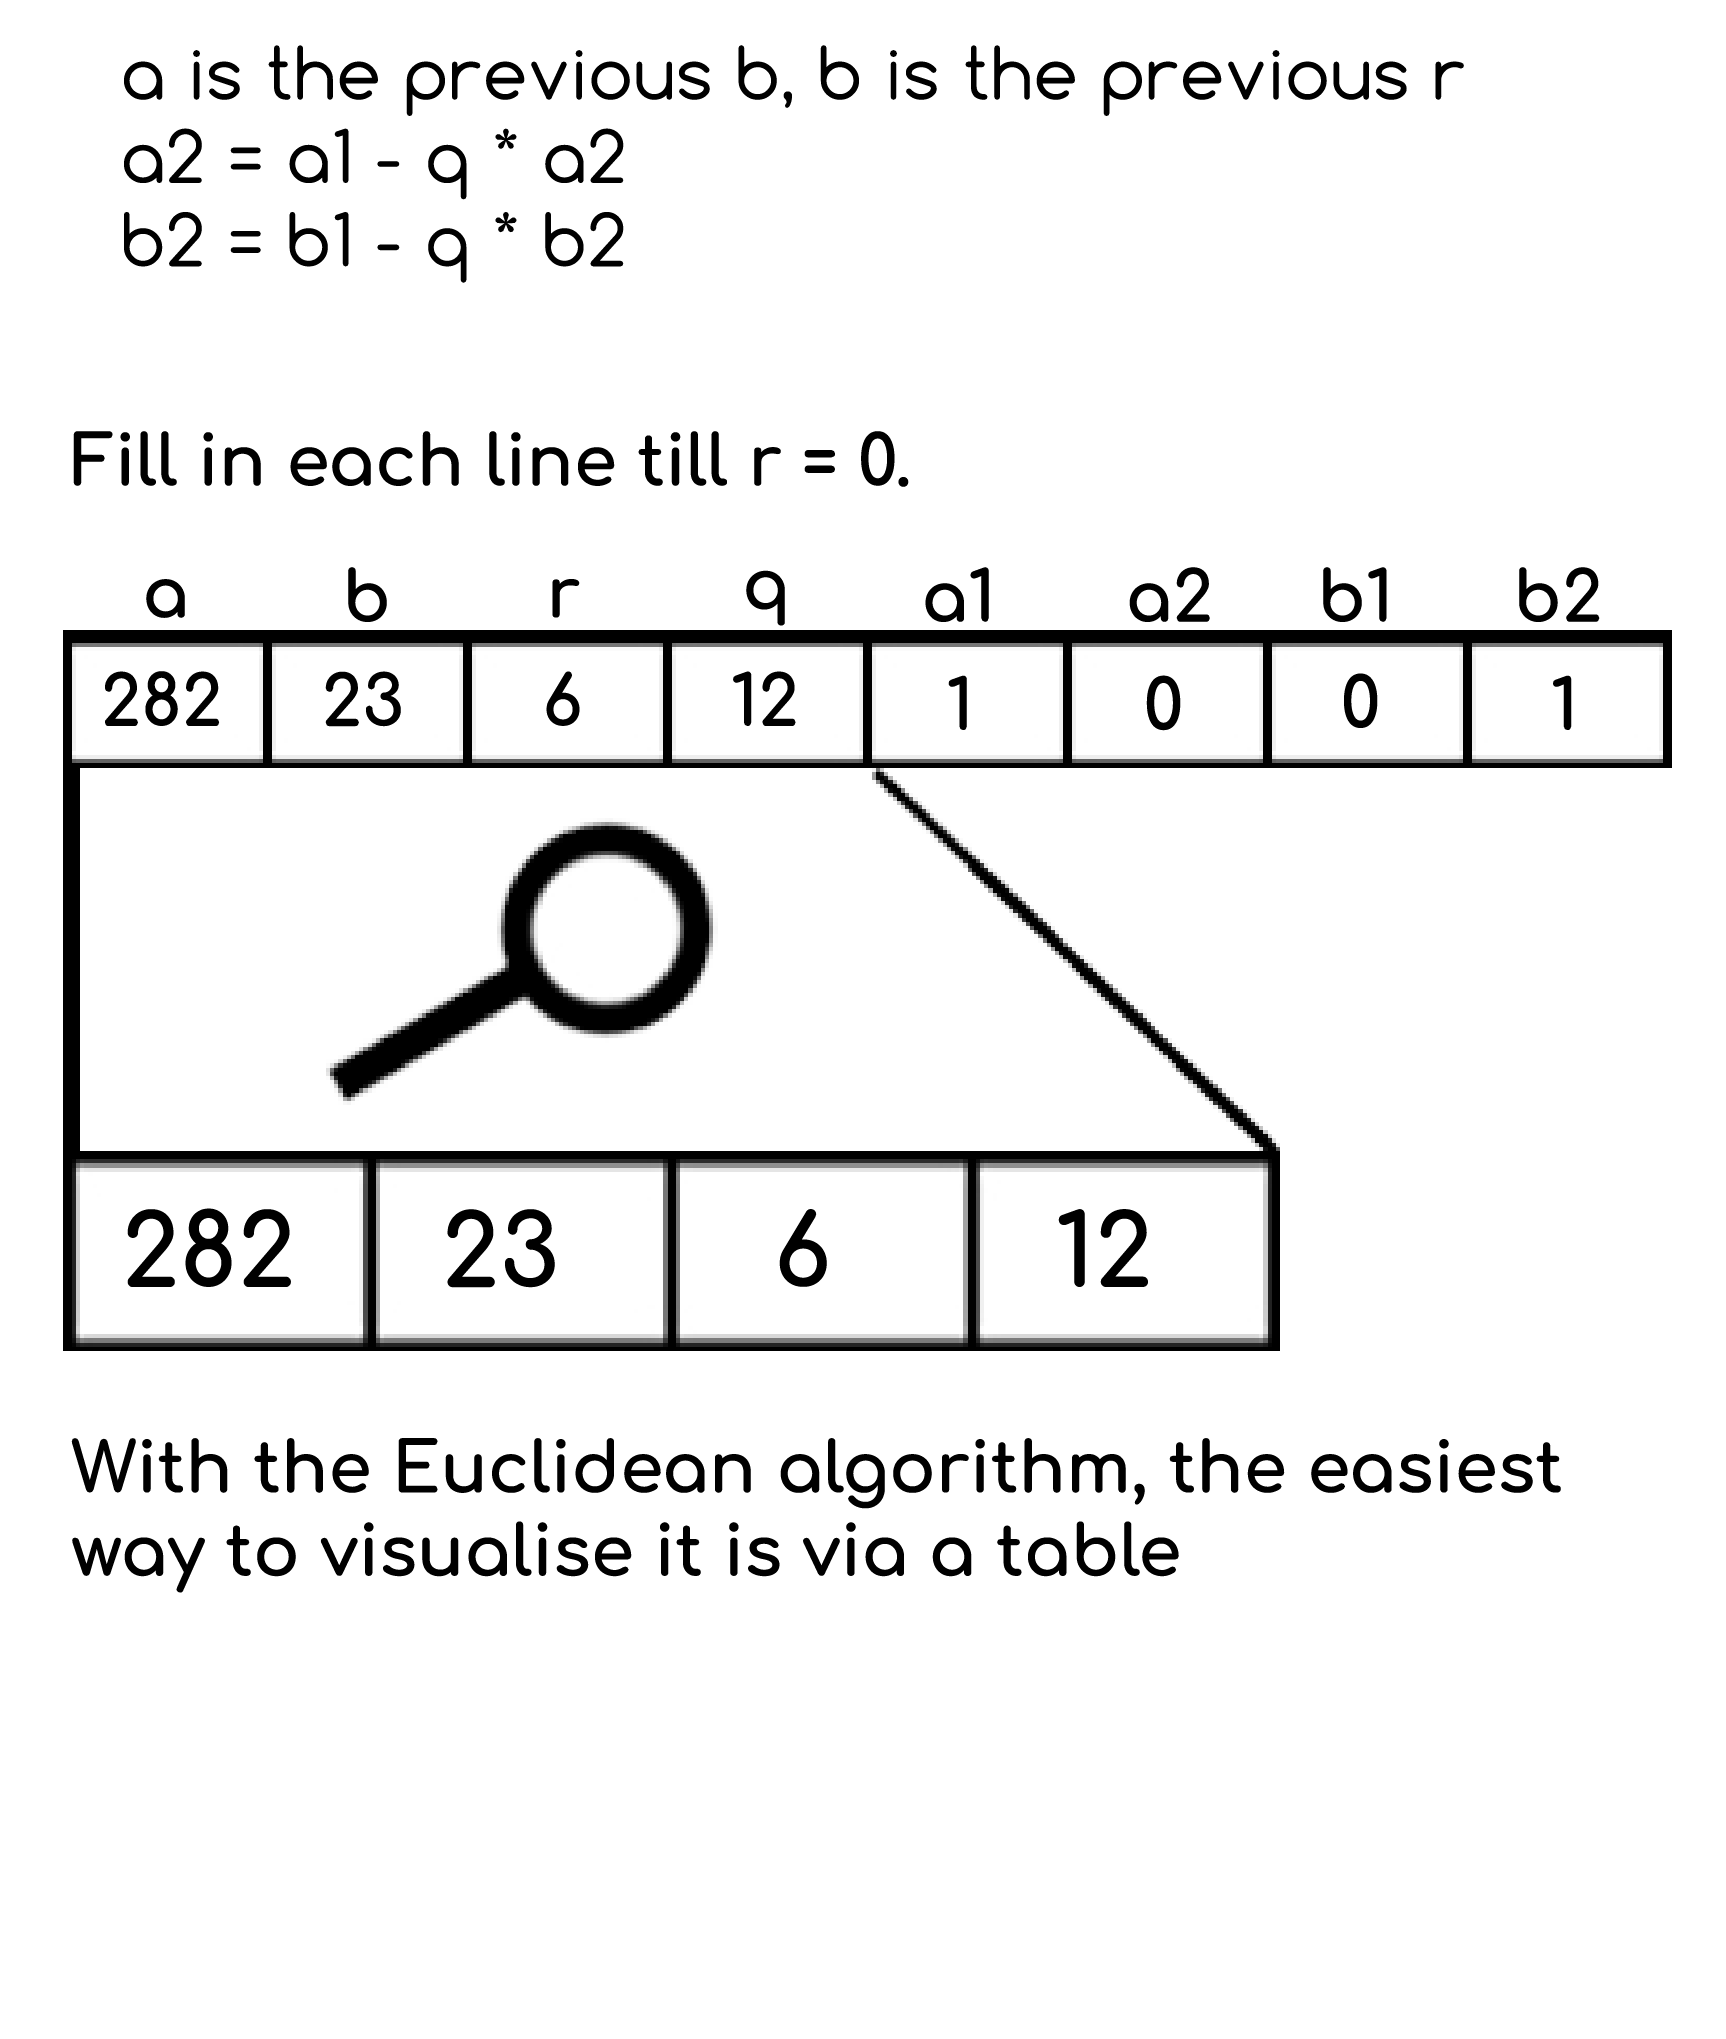 a is the previous b, b is the previous r
a2 = a1 - q * a2
b2 = b1 - q * b2
Fill in each line till r = 0.
a b r q a1 a2 b1 b2
282 23 6 12 1 0 0 1
282 23 6 12
With the Euclidean algorithm, the easiest
way to visualise it is via a table